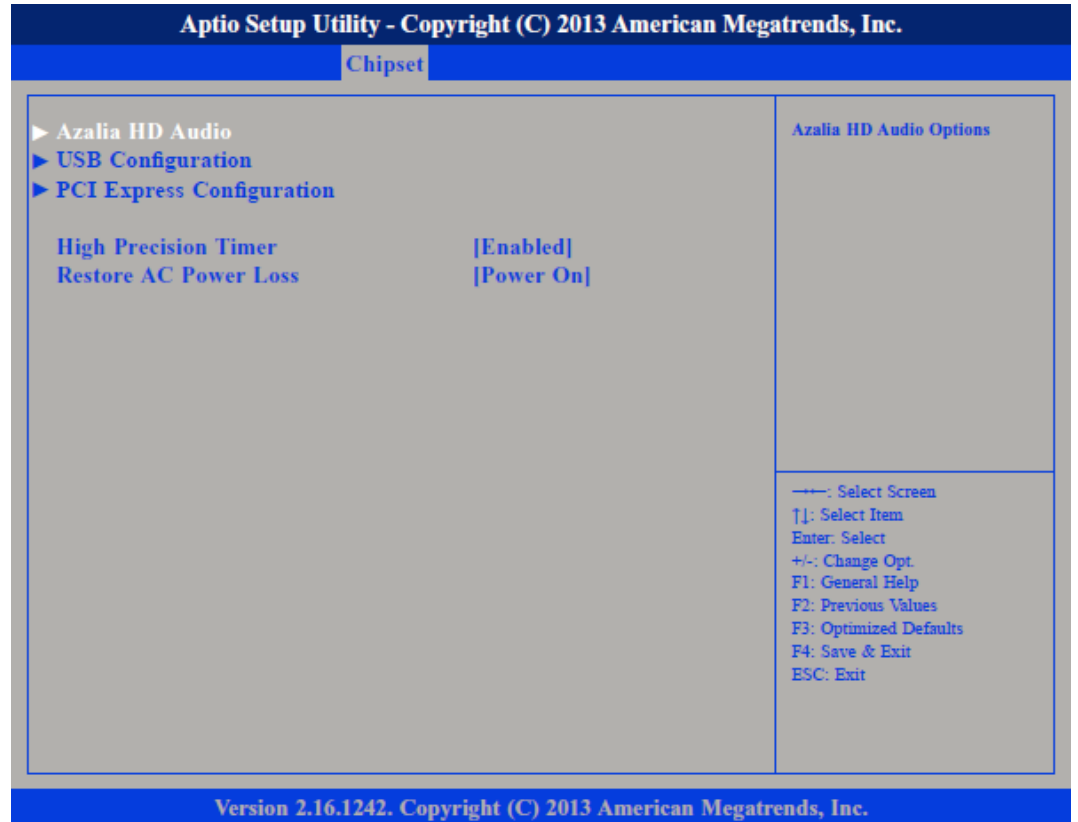 Aptio Setup Utility - Copyright (C) 2013 American Megatrends, Inc.
Chipset
▶ Azalia HD Audio
▶ USB Configuration
▶ PCI Express Configuration
High Precision Timer [Enabled]
Restore AC Power Loss [Power On]
Azalia HD Audio Options
→←: Select Screen
↑↓: Select Item
Enter: Select
+/-: Change Opt.
F1: General Help
F2: Previous Values
F3: Optimized Defaults
F4: Save & Exit
ESC: Exit
Version 2.16.1242. Copyright (C) 2013 American Megatrends, Inc.